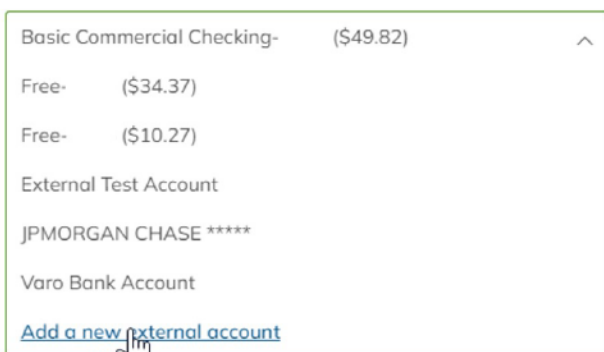 Basic Commercial Checking- ($49.82)
Free- ($34.37)
Free- ($10.27)
External Test Account
JPMORGAN CHASE *****
Varo Bank Account
Add a new external account